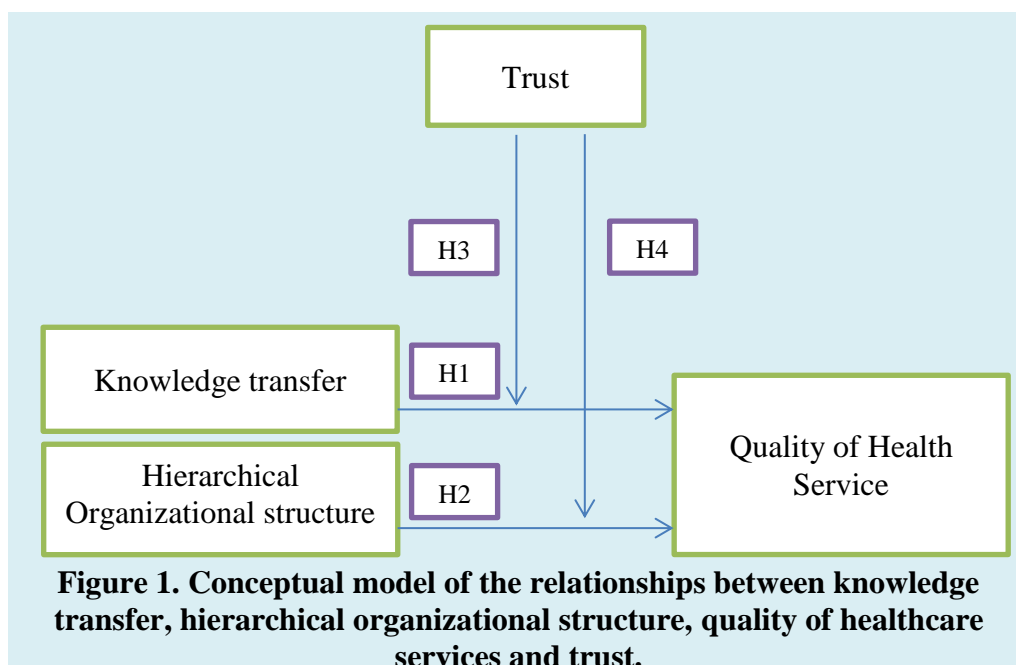 Trust
H3
H4
Knowledge transfer
H1
Hierarchical
Organizational structure
H2
Quality of Health
Service
Figure 1. Conceptual model of the relationships between knowledge
transfer, hierarchical organizational structure, quality of healthcare
services and trust.